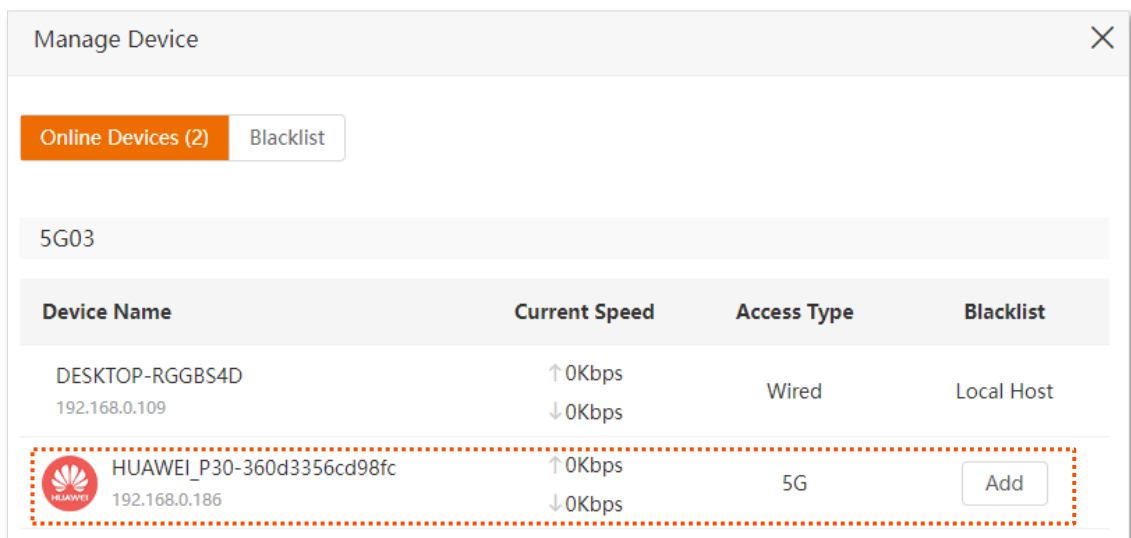 Manage Device
Online Devices (2) Blacklist
5G03
Device Name Current Speed Access Type Blacklist
DESKTOP-RGGBS4D
192.168.0.109
↑0Kbps
↓0Kbps
Wired
Local Host
HUAWEI
HUAWEI_P30-360d3356cd98fc
192.168.0.186
↑0Kbps
↓0Kbps
5G
Add